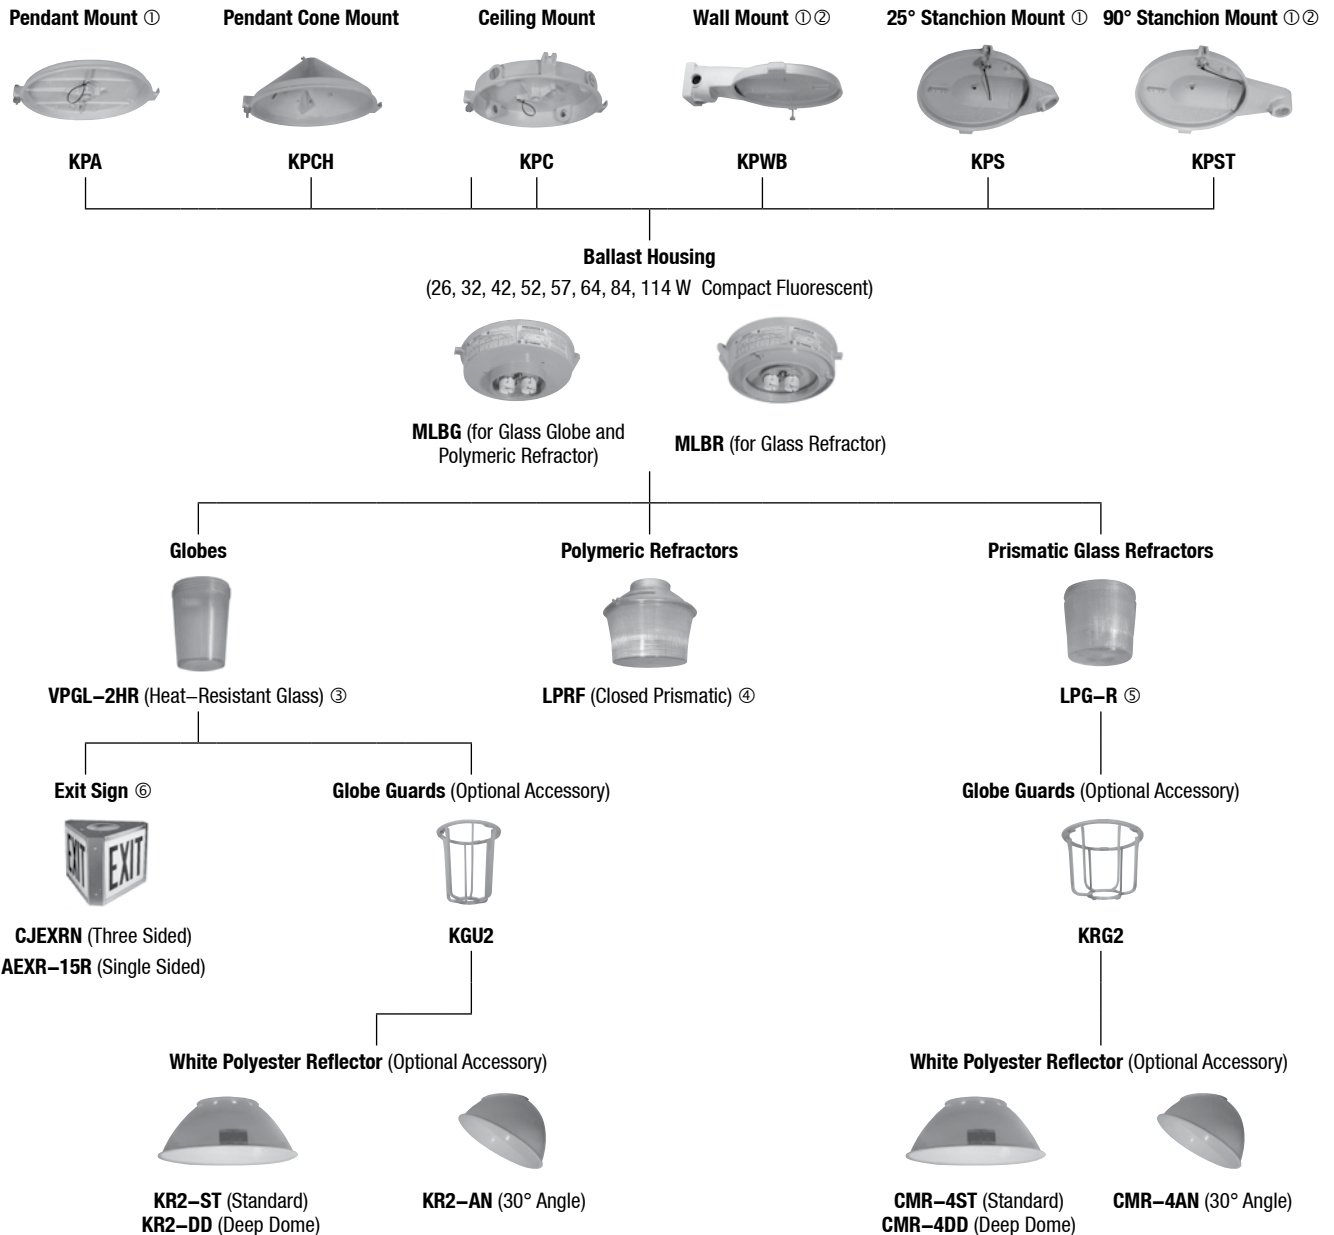 Pendant Mount ①
Pendant Cone Mount
Ceiling Mount
Wall Mount ①②
25° Stanchion Mount ①
90° Stanchion Mount ①②
KPA
KPCH
KPC
KPWB
KPS
KPST
Ballast Housing
(26, 32, 42, 52, 57, 64, 84, 114 W Compact Fluorescent)
MLBG (for Glass Globe and
Polymeric Refractor)
MLBR (for Glass Refractor)
Globes
Polymeric Refractors
Prismatic Glass Refractors
VPGL–2HR (Heat–Resistant Glass) ③
LPRF (Closed Prismatic) ④
LPG–R ⑤
Exit Sign ⑥
Globe Guards (Optional Accessory)
Globe Guards (Optional Accessory)
EXIT
EXIT
CJEXRN (Three Sided)
AEXR–15R (Single Sided)
KGU2
KRG2
White Polyester Reflector (Optional Accessory)
White Polyester Reflector (Optional Accessory)
KR2–ST (Standard)
KR2–DD (Deep Dome)
KR2–AN (30° Angle)
CMR–4ST (Standard)
CMR–4DD (Deep Dome)
CMR–4AN (30° Angle)